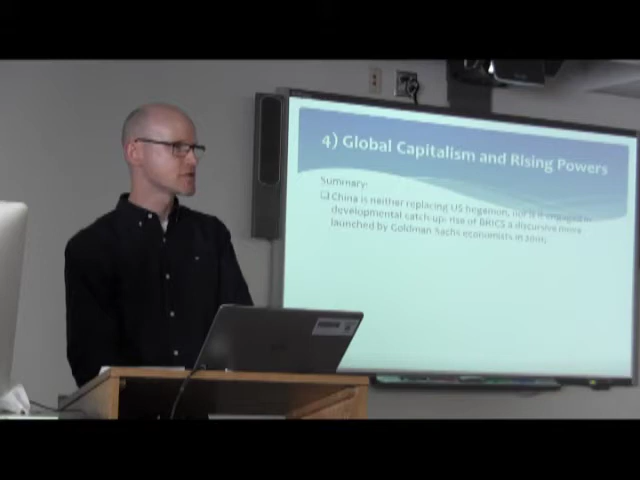 4) Global Capitalism and Rising Powers
Summary:
China is neither replacing US hegemon, nor is it engaged in
developmental catch-up; rise of BRICS a discursive move
launched by Goldman Sachs economists in 2001;